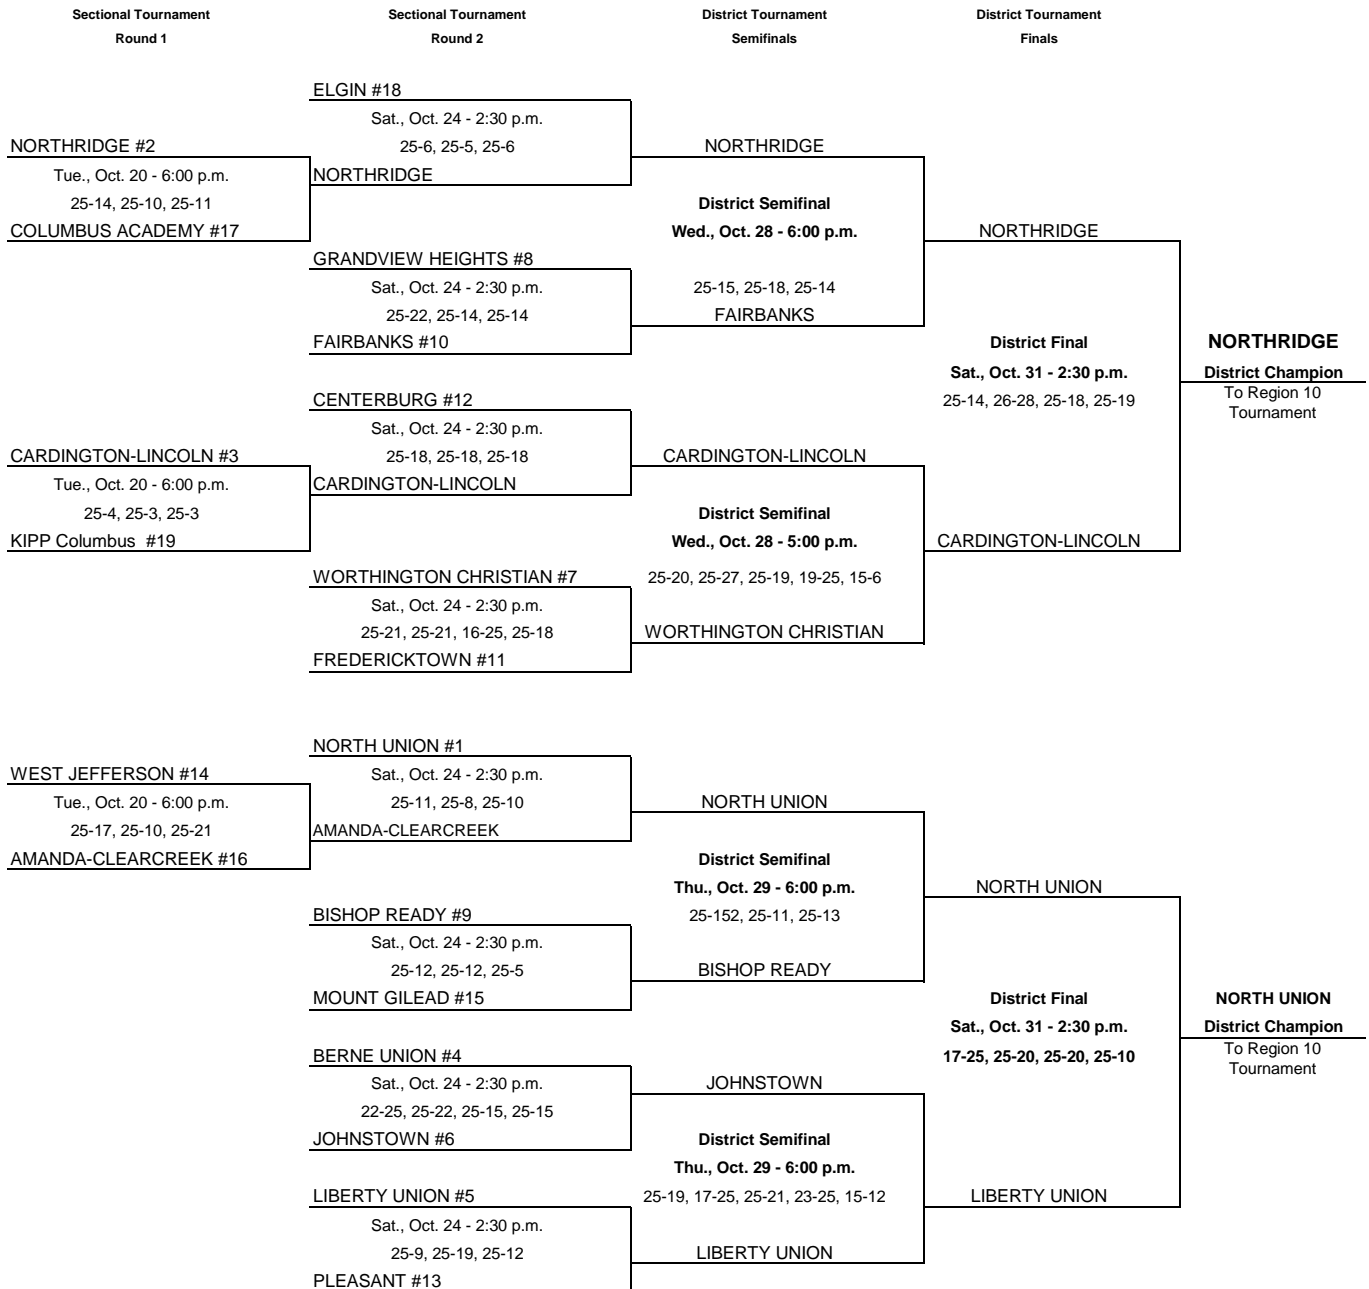 Sectional Tournament
Round 1
Sectional Tournament
Round 2
District Tournament
Semifinals
District Tournament
Finals
ELGIN #18
Sat., Oct. 24 - 2:30 p.m.
25-6, 25-5, 25-6
NORTHRIDGE
NORTHRIDGE #2
Tue., Oct. 20 - 6:00 p.m.
25-14, 25-10, 25-11
COLUMBUS ACADEMY #17
NORTHRIDGE
District Semifinal
Wed., Oct. 28 - 6:00 p.m.
25-15, 25-18, 25-14
FAIRBANKS
NORTHRIDGE
GRANDVIEW HEIGHTS #8
Sat., Oct. 24 - 2:30 p.m.
25-22, 25-14, 25-14
FAIRBANKS #10
District Final
Sat., Oct. 31 - 2:30 p.m.
25-14, 26-28, 25-18, 25-19
NORTHRIDGE
District Champion
To Region 10
Tournament
CENTERBURG #12
Sat., Oct. 24 - 2:30 p.m.
25-18, 25-18, 25-18
CARDINGTON-LINCOLN
CARDINGTON-LINCOLN #3
Tue., Oct. 20 - 6:00 p.m.
25-4, 25-3, 25-3
KIPP Columbus #19
CARDINGTON-LINCOLN
District Semifinal
Wed., Oct. 28 - 5:00 p.m.
25-20, 25-27, 25-19, 19-25, 15-6
WORTHINGTON CHRISTIAN
CARDINGTON-LINCOLN
WORTHINGTON CHRISTIAN #7
Sat., Oct. 24 - 2:30 p.m.
25-21, 25-21, 16-25, 25-18
FREDERICKTOWN #11
NORTH UNION #1
Sat., Oct. 24 - 2:30 p.m.
25-11, 25-8, 25-10
AMANDA-CLEARCREEK
WEST JEFFERSON #14
Tue., Oct. 20 - 6:00 p.m.
25-17, 25-10, 25-21
AMANDA-CLEARCREEK #16
NORTH UNION
District Semifinal
Thu., Oct. 29 - 6:00 p.m.
25-152, 25-11, 25-13
BISHOP READY
NORTH UNION
BISHOP READY #9
Sat., Oct. 24 - 2:30 p.m.
25-12, 25-12, 25-5
MOUNT GILEAD #15
District Final
Sat., Oct. 31 - 2:30 p.m.
17-25, 25-20, 25-20, 25-10
NORTH UNION
District Champion
To Region 10
Tournament
BERNE UNION #4
Sat., Oct. 24 - 2:30 p.m.
22-25, 25-22, 25-15, 25-15
JOHNSTOWN #6
JOHNSTOWN
District Semifinal
Thu., Oct. 29 - 6:00 p.m.
25-19, 17-25, 25-21, 23-25, 15-12
LIBERTY UNION
LIBERTY UNION
LIBERTY UNION #5
Sat., Oct. 24 - 2:30 p.m.
25-9, 25-19, 25-12
PLEASANT #13